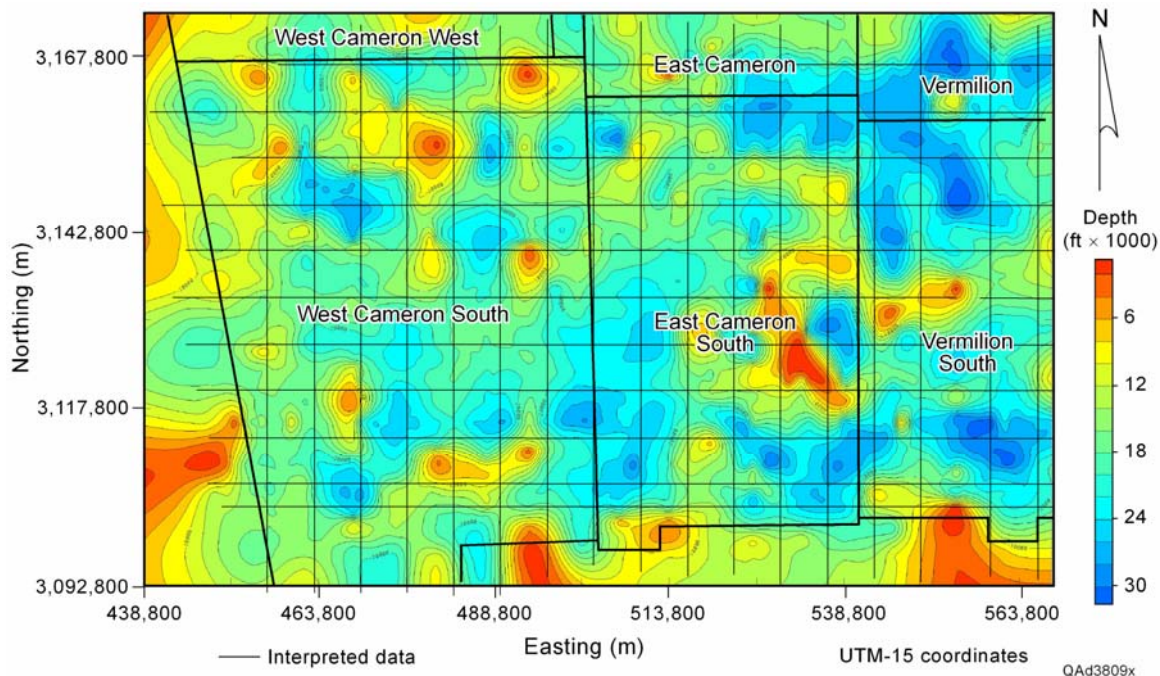 West Cameron West
East Cameron
Vermilion
N
3,167,800
3,142,800
3,117,800
3,092,800
Northing (m)
West Cameron South
East Cameron
South
Vermilion
South
Depth
(ft × 1000)
6
12
18
24
30
438,800
463,800
488,800
513,800
538,800
563,800
Easting (m)
Interpreted data
UTM-15 coordinates
QAd3809x